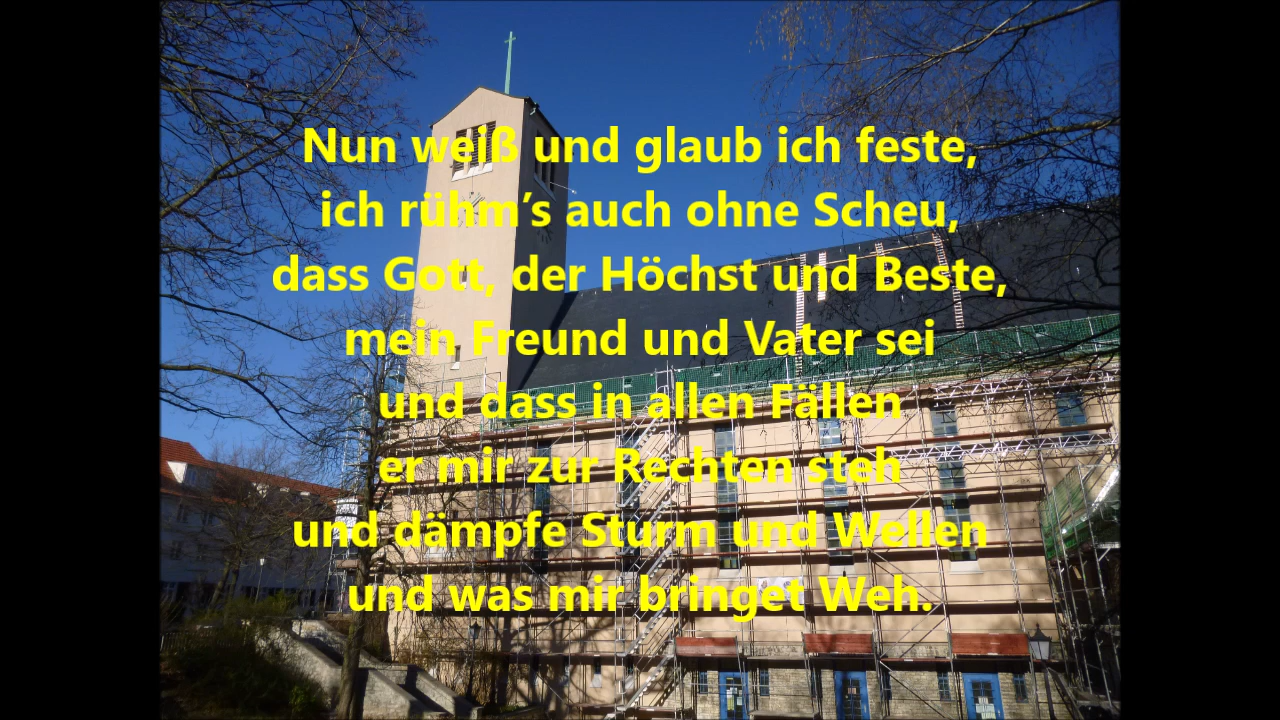 Nun weiß und glaub ich feste,
ich rühm’s auch ohne Scheu,
dass Gott, der Höchst und Beste,
mein Freund und Vater sei
und dass in allen Fällen
er mir zur Rechten steh
und dämpfe Sturm und Wellen
und was mir bringet Weh.